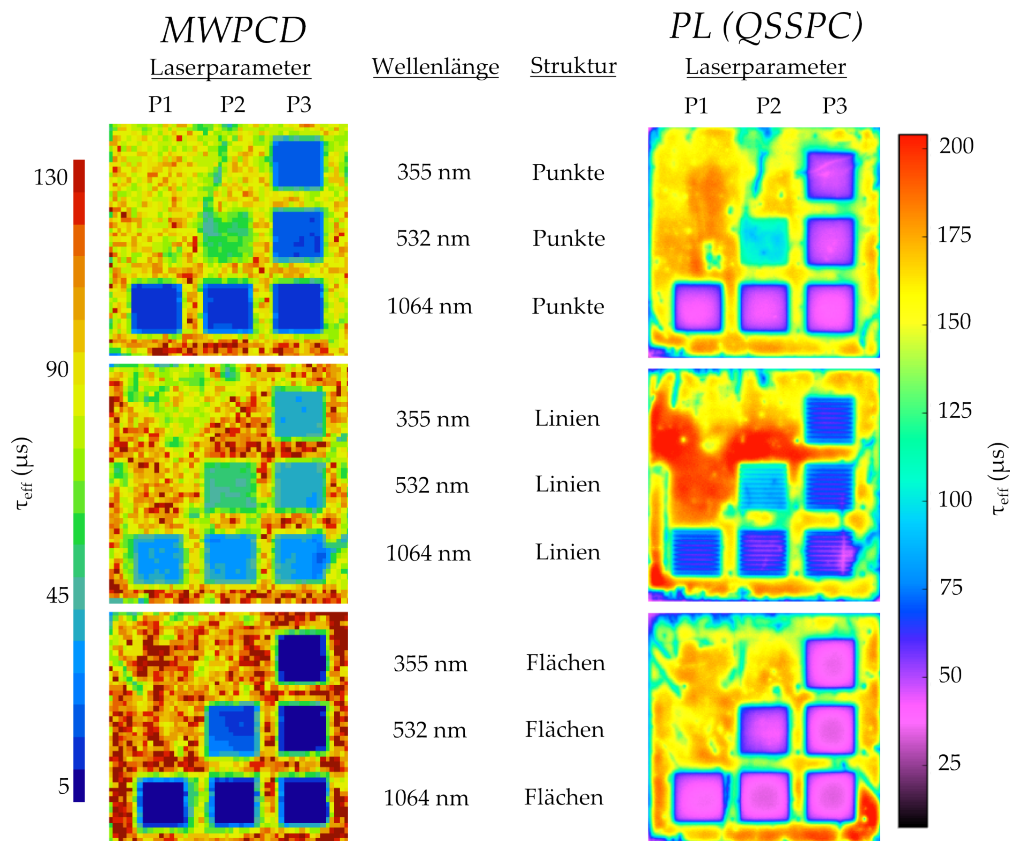 MWPCD
PL (QSSPC)
Laserparameter
Wellenlänge
Struktur
Laserparameter
P1 P2 P3
P1 P2 P3
130
90
45
5
τeff (µs)
355 nm Punkte
532 nm Punkte
1064 nm Punkte
355 nm Linien
532 nm Linien
1064 nm Linien
355 nm Flächen
532 nm Flächen
1064 nm Flächen
200
175
150
125
100
75
50
25
τeff (µs)